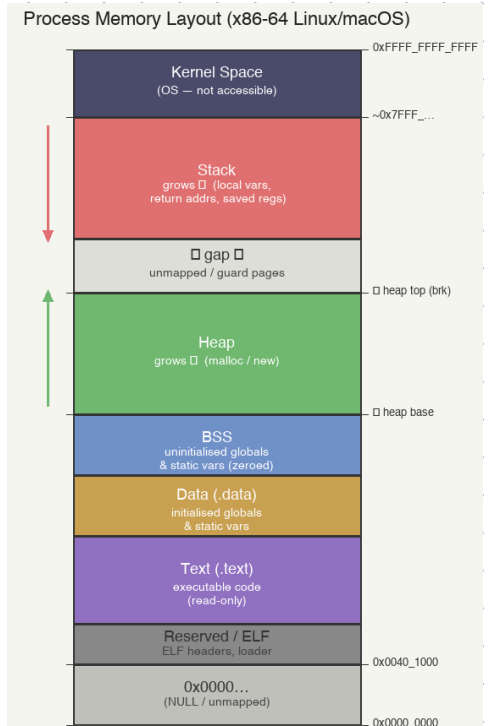 Process Memory Layout (x86-64 Linux/macOS)
0xFFFF_FFFF_FFFF
Kernel Space
(OS — not accessible)
~0x7FFF_…
Stack
grows ▯ (local vars,
return addrs, saved regs)
▯ gap ▯
unmapped / guard pages
▯ heap top (brk)
Heap
grows ▯ (malloc / new)
▯ heap base
BSS
uninitialised globals
& static vars (zeroed)
Data (.data)
initialised globals
& static vars
Text (.text)
executable code
(read-only)
Reserved / ELF
ELF headers, loader
0x0040_1000
0x0000…
(NULL / unmapped)
0x0000_0000